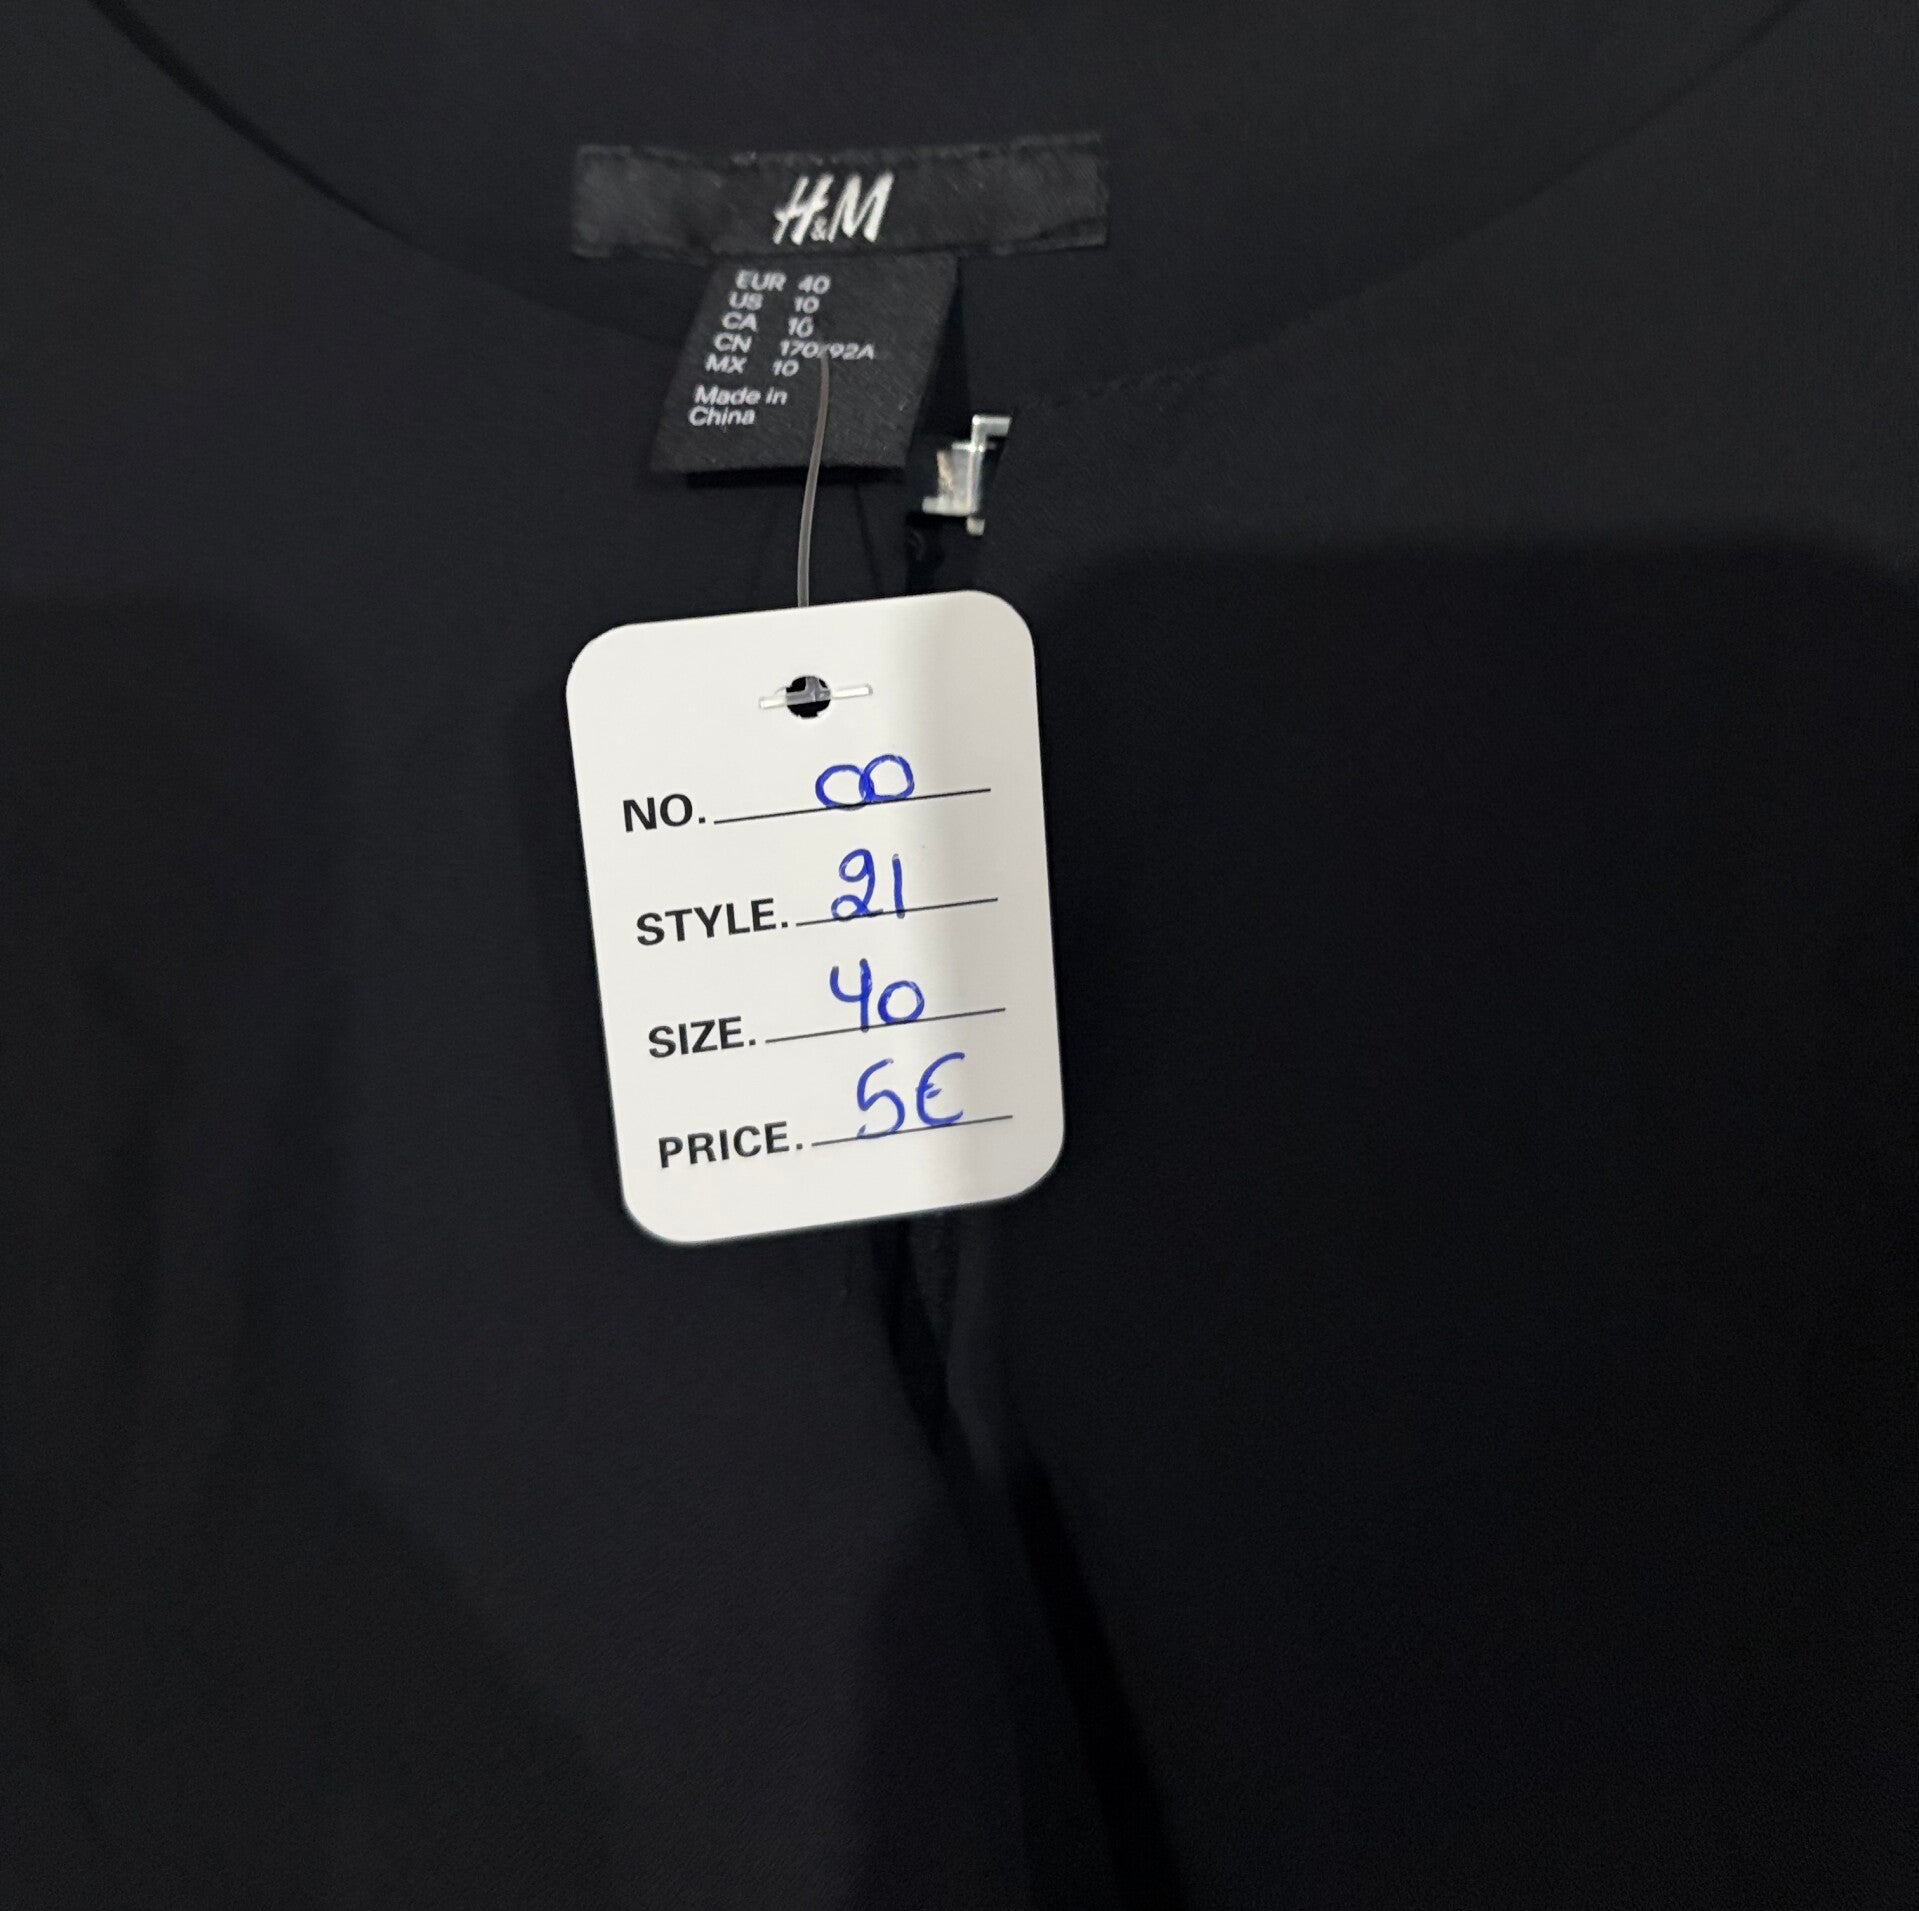 H&M
EUR 40
US 10
CA 10
CN 170/92A
MX 10
Made in
China
NO. 00
STYLE. 21
SIZE. 40
PRICE. 5€